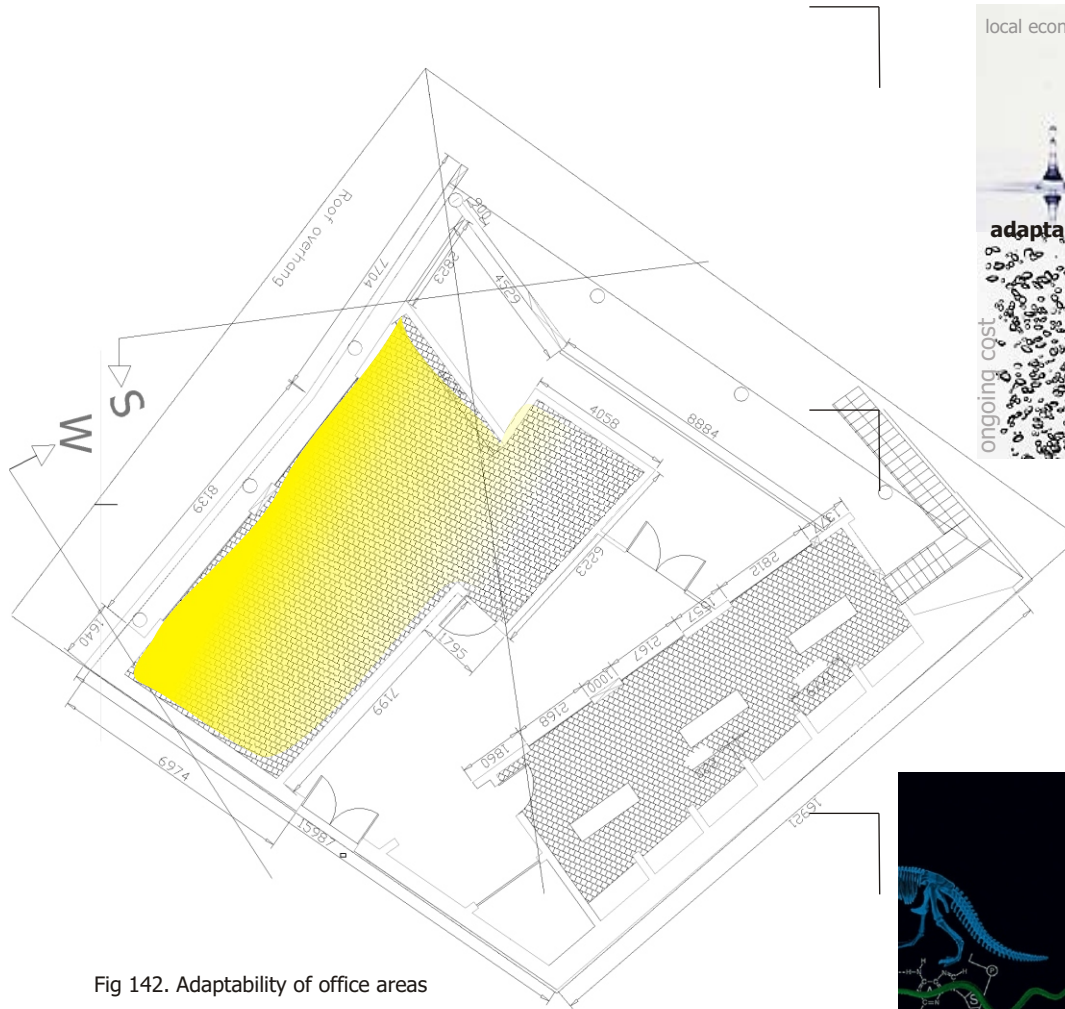 local econ
adapta
ongoing cost
Roof overhang
7704
900
2823
4529
S
W
8139
4058
8884
6223
1640
1795
7199
6974
15987
2812
1557
2167
1000
2168
1860
16921
Fig 142. Adaptability of office areas